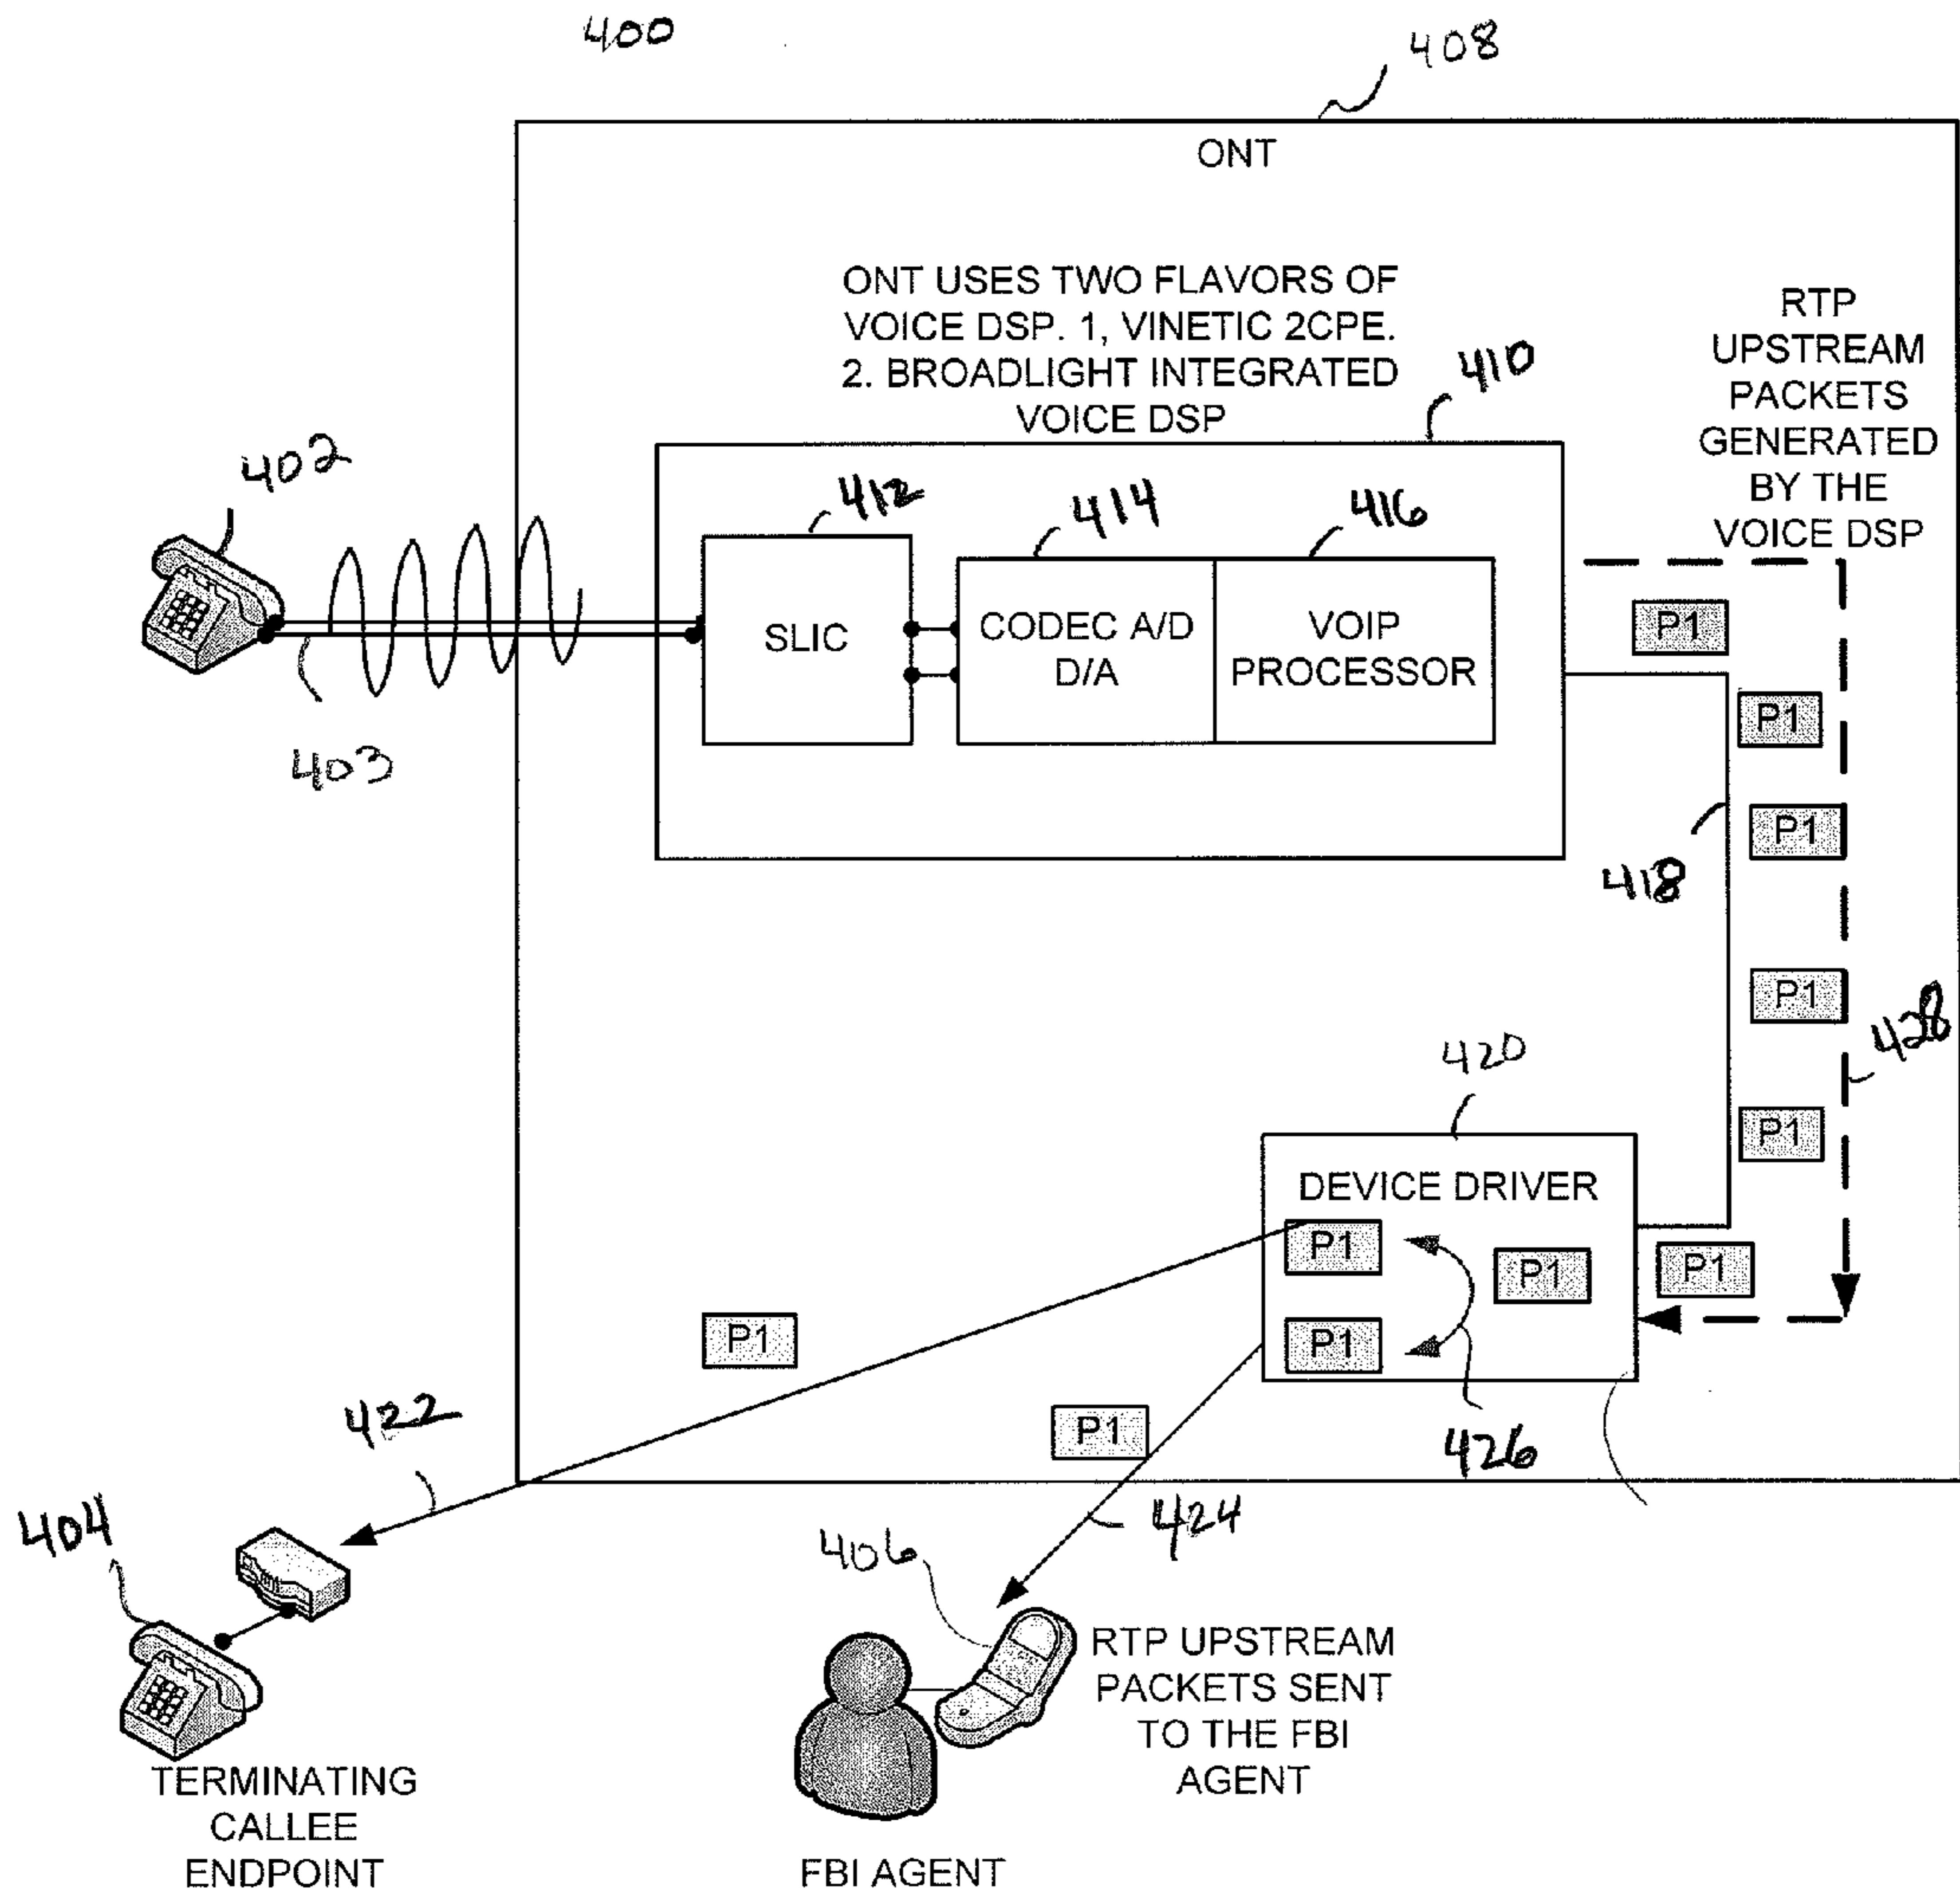 400
408
ONT
ONT USES TWO FLAVORS OF
VOICE DSP. 1, VINETIC 2CPE.
2. BROADLIGHT INTEGRATED
VOICE DSP
410
RTP
UPSTREAM
PACKETS
GENERATED
BY THE
VOICE DSP
402
412
414
416
SLIC
CODEC A/D
D/A
VOIP
PROCESSOR
403
P1
P1
P1
418
P1
428
P1
420
DEVICE DRIVER
P1
P1
P1
P1
P1
P1
422
426
424
404
406
RTP UPSTREAM
PACKETS SENT
TO THE FBI
AGENT
TERMINATING
CALLEE
ENDPOINT
FBI AGENT